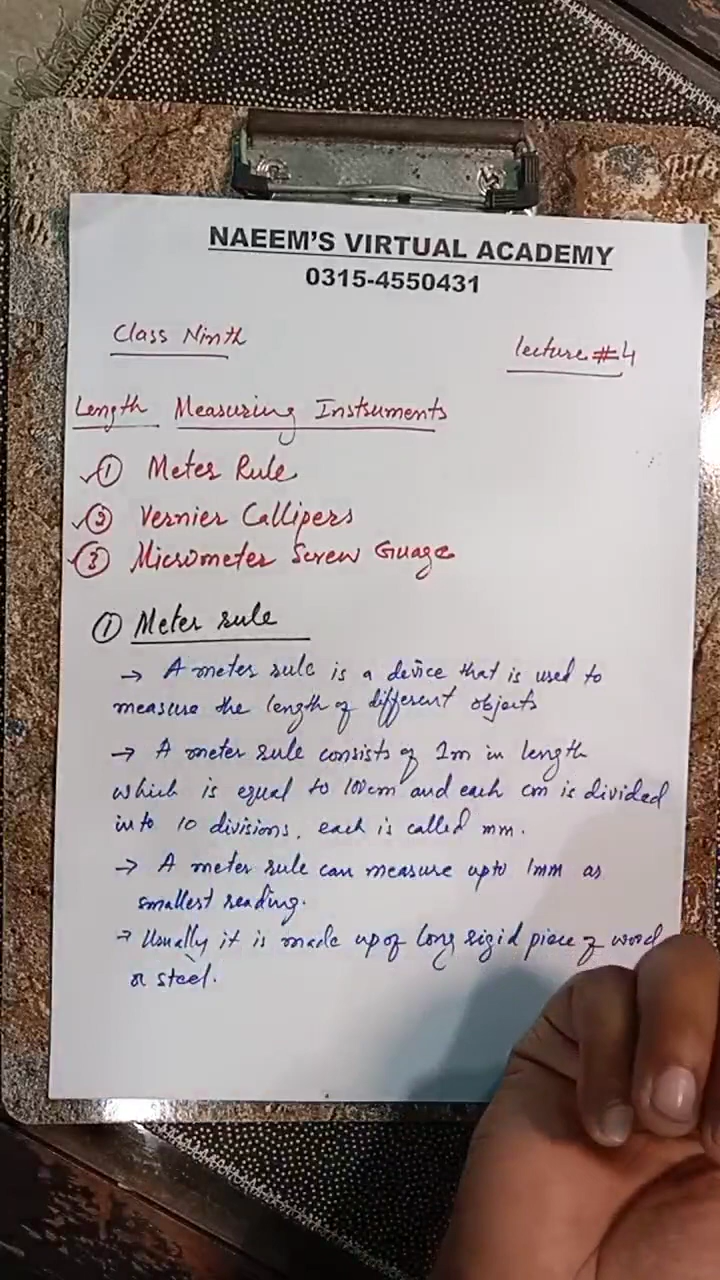 NAEEM'S VIRTUAL ACADEMY
0315-4550431
Class Ninth
lecture #4
Length Measuring Instuments
① Meter Rule
② Vernier Callipers
③ Micrometer Screw Guage
① Meter rule
→ A meter rule is a device that is used to
measure the length of different objects
→ A meter rule consists of 1m in length
which is equal to 100cm and each cm is divided
into 10 divisions, each is called mm.
→ A meter rule can measure upto 1mm as
smallest reading.
→ Usually it is made up of long rigid piece of wood
or steel.